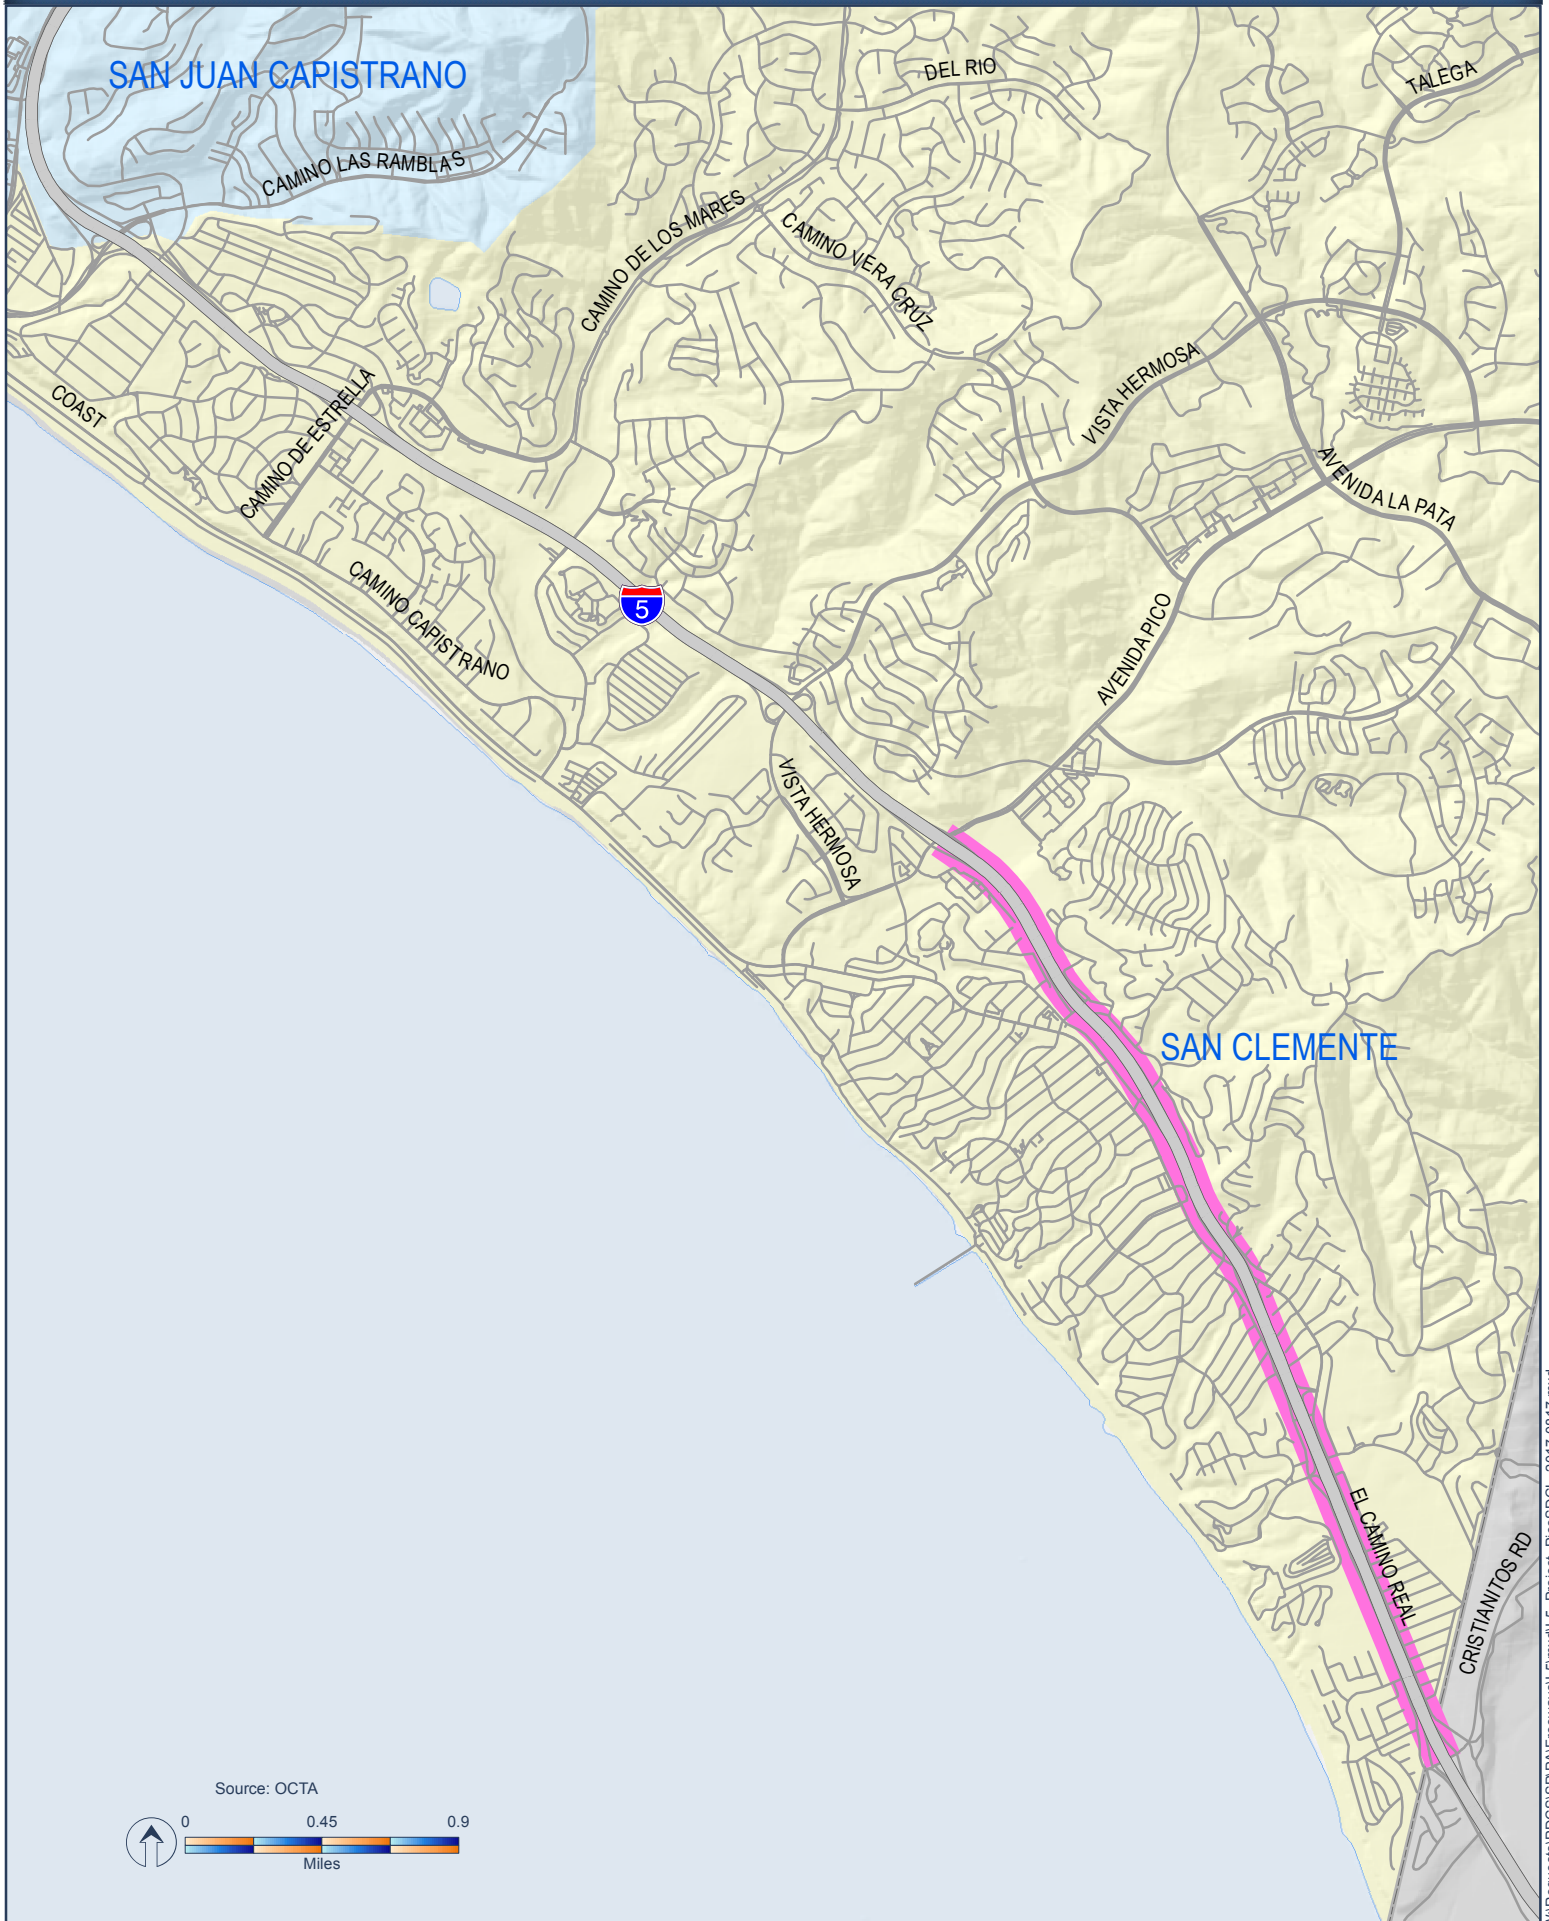 SAN JUAN CAPISTRANO
DEL RIO
TALEGA
CAMINO LAS RAMBLAS
CAMINO DE LOS MARES
CAMINO VERA CRUZ
VISTA HERMOSA
COAST
CAMINO DE ESTRELLA
AVENIDA LA PATA
CAMINO CAPISTRANO
5
AVENIDA PICO
VISTA HERMOSA
SAN CLEMENTE
EL CAMINO REAL
CRISTIANITOS RD
Source: OCTA
0 0.45 0.9
Miles